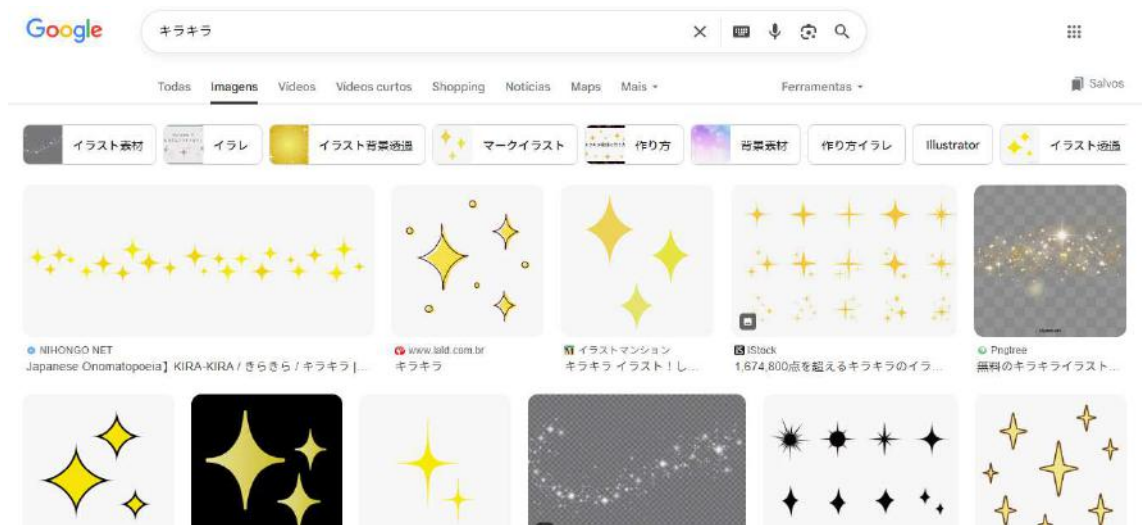 Google
キラキラ
Todas Imagens Vídeos Vídeos curtos Shopping Notícias Maps Mais Ferramentas Salvos
イラスト素材 イラレ イラスト背景透過 マークイラスト 作り方 背景素材 作り方イラレ Illustrator イラスト透過
NIHONGO NET www.laid.com.br イラストマンション iStock Pngtree
Japanese Onomatopoeia】KIRA-KIRA / きらきら / キラキラ |... キラキラ キラキラ イラスト！し... 1,674,800点を超えるキラキラのイラ... 無料のキラキライラスト...